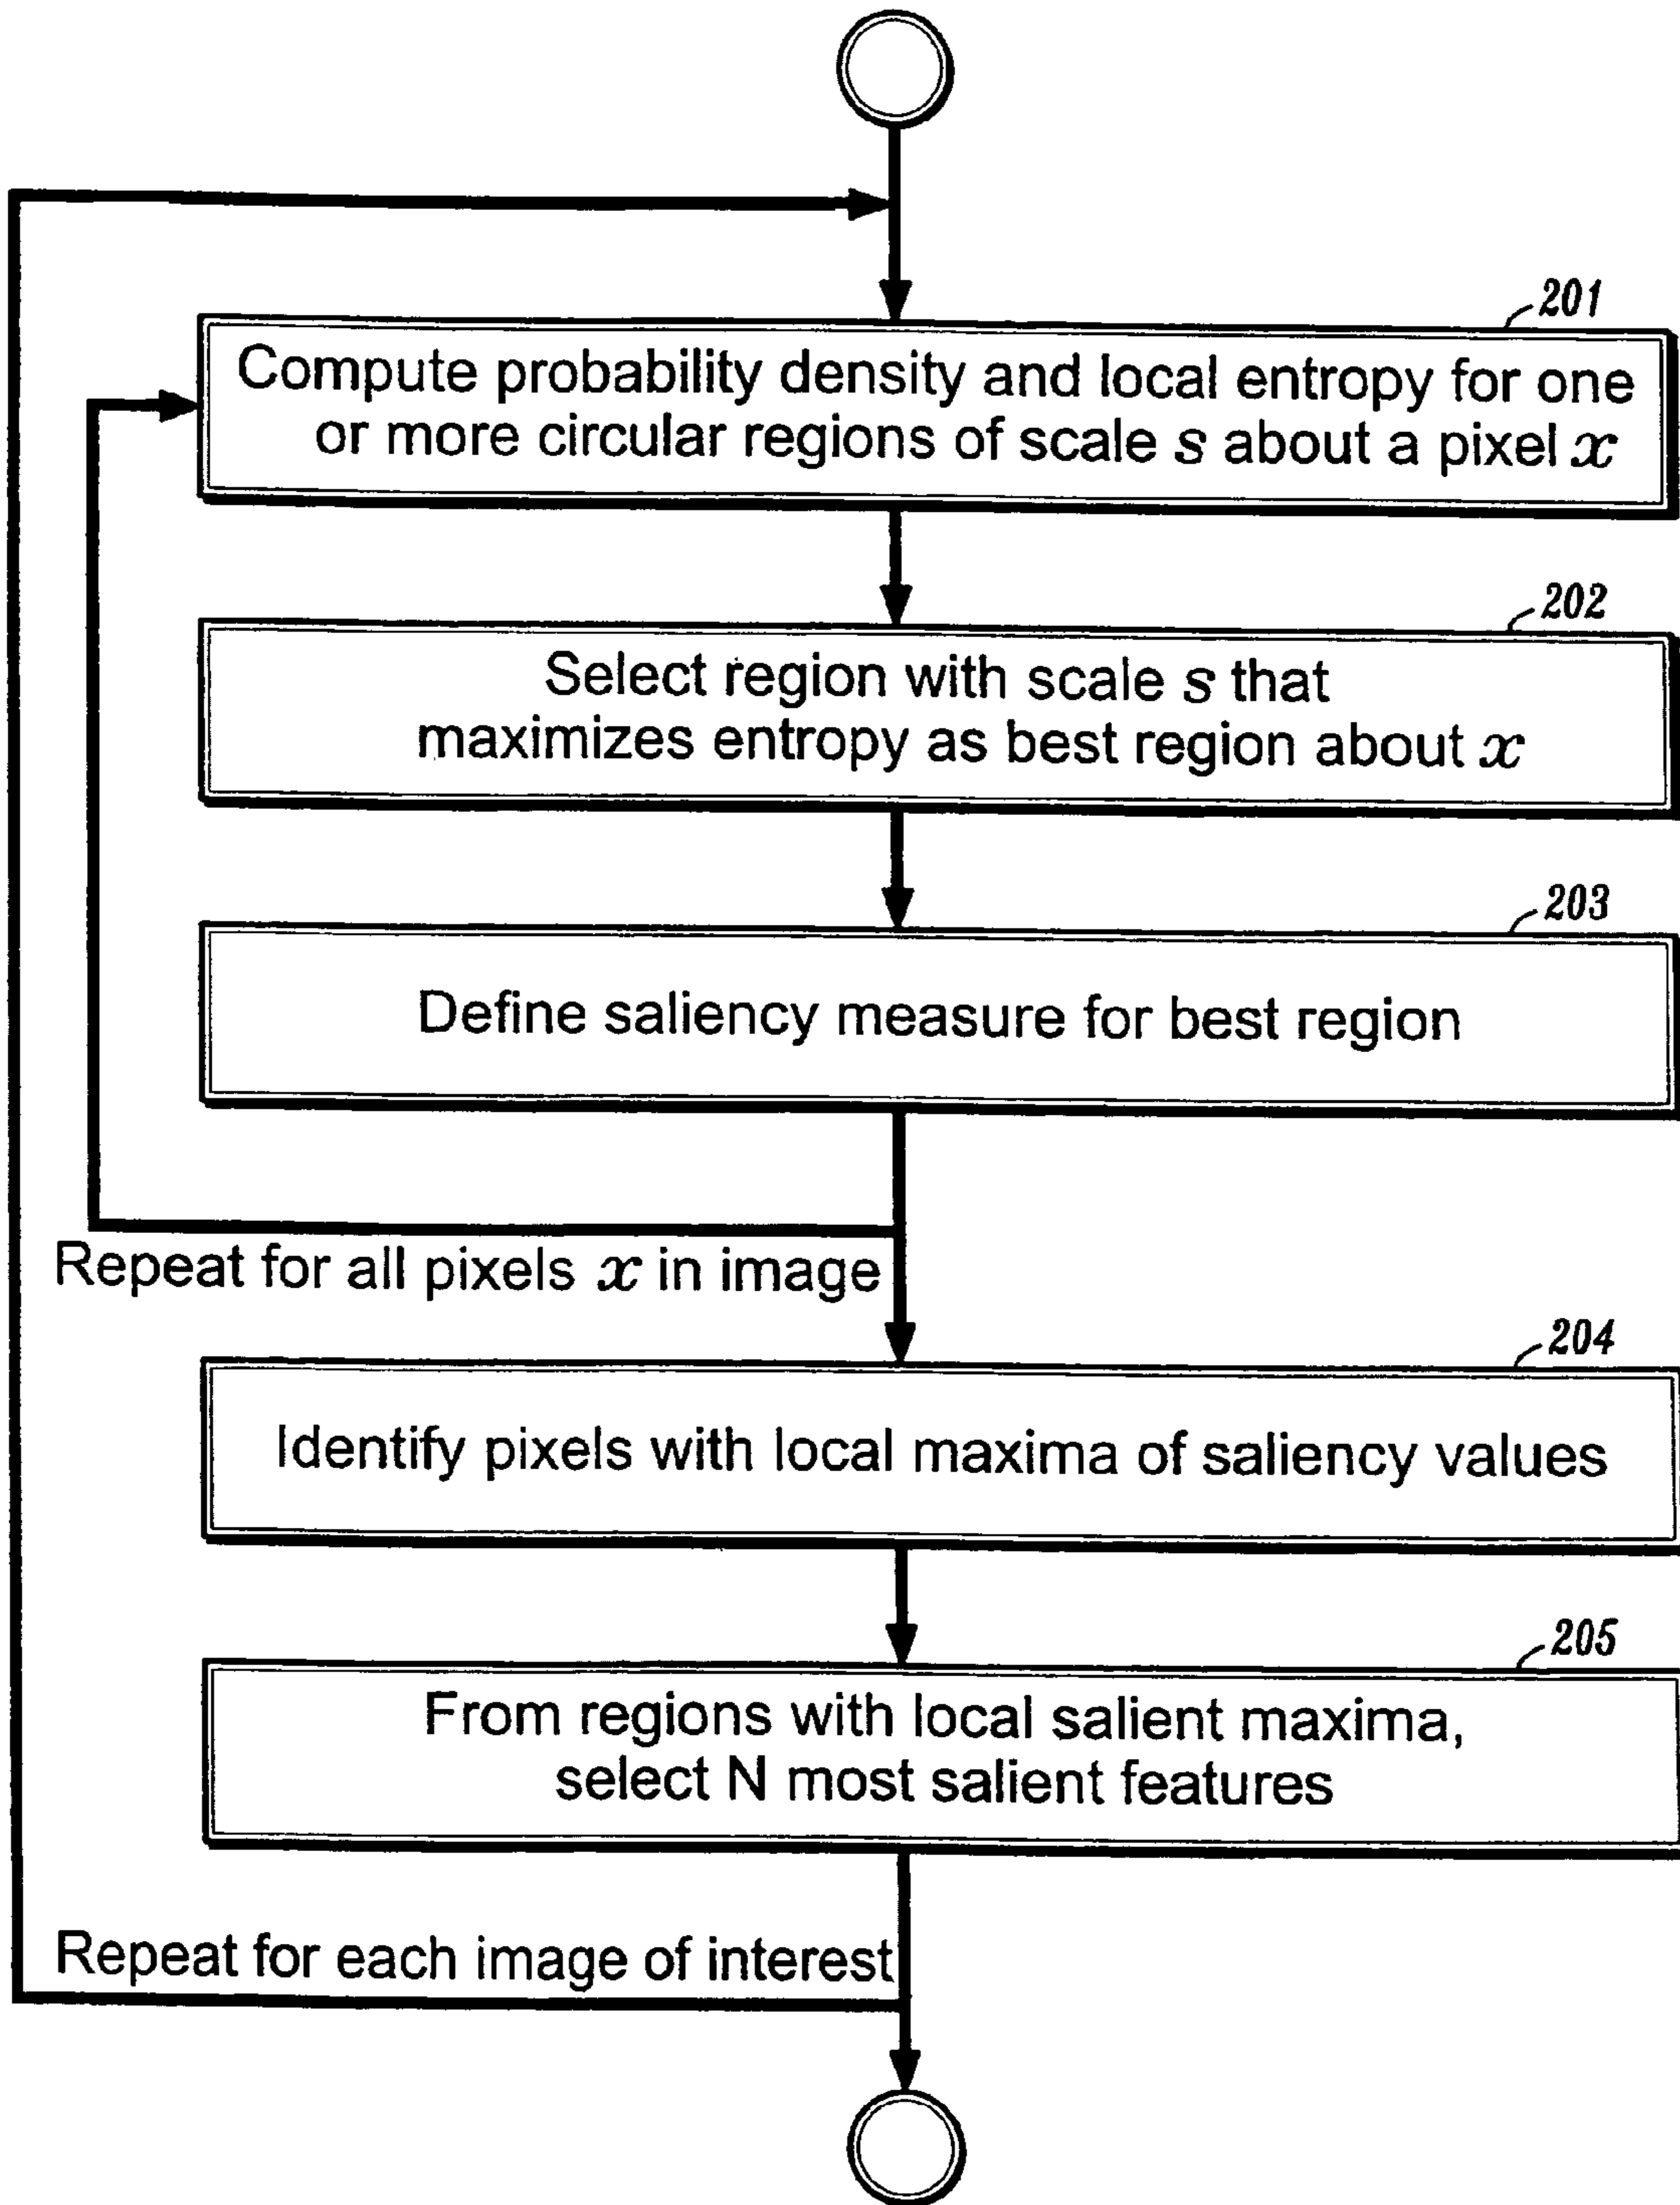 201
Compute probability density and local entropy for one
or more circular regions of scale s about a pixel x
202
Select region with scale s that
maximizes entropy as best region about x
203
Define saliency measure for best region
Repeat for all pixels x in image
204
Identify pixels with local maxima of saliency values
205
From regions with local salient maxima,
select N most salient features
Repeat for each image of interest